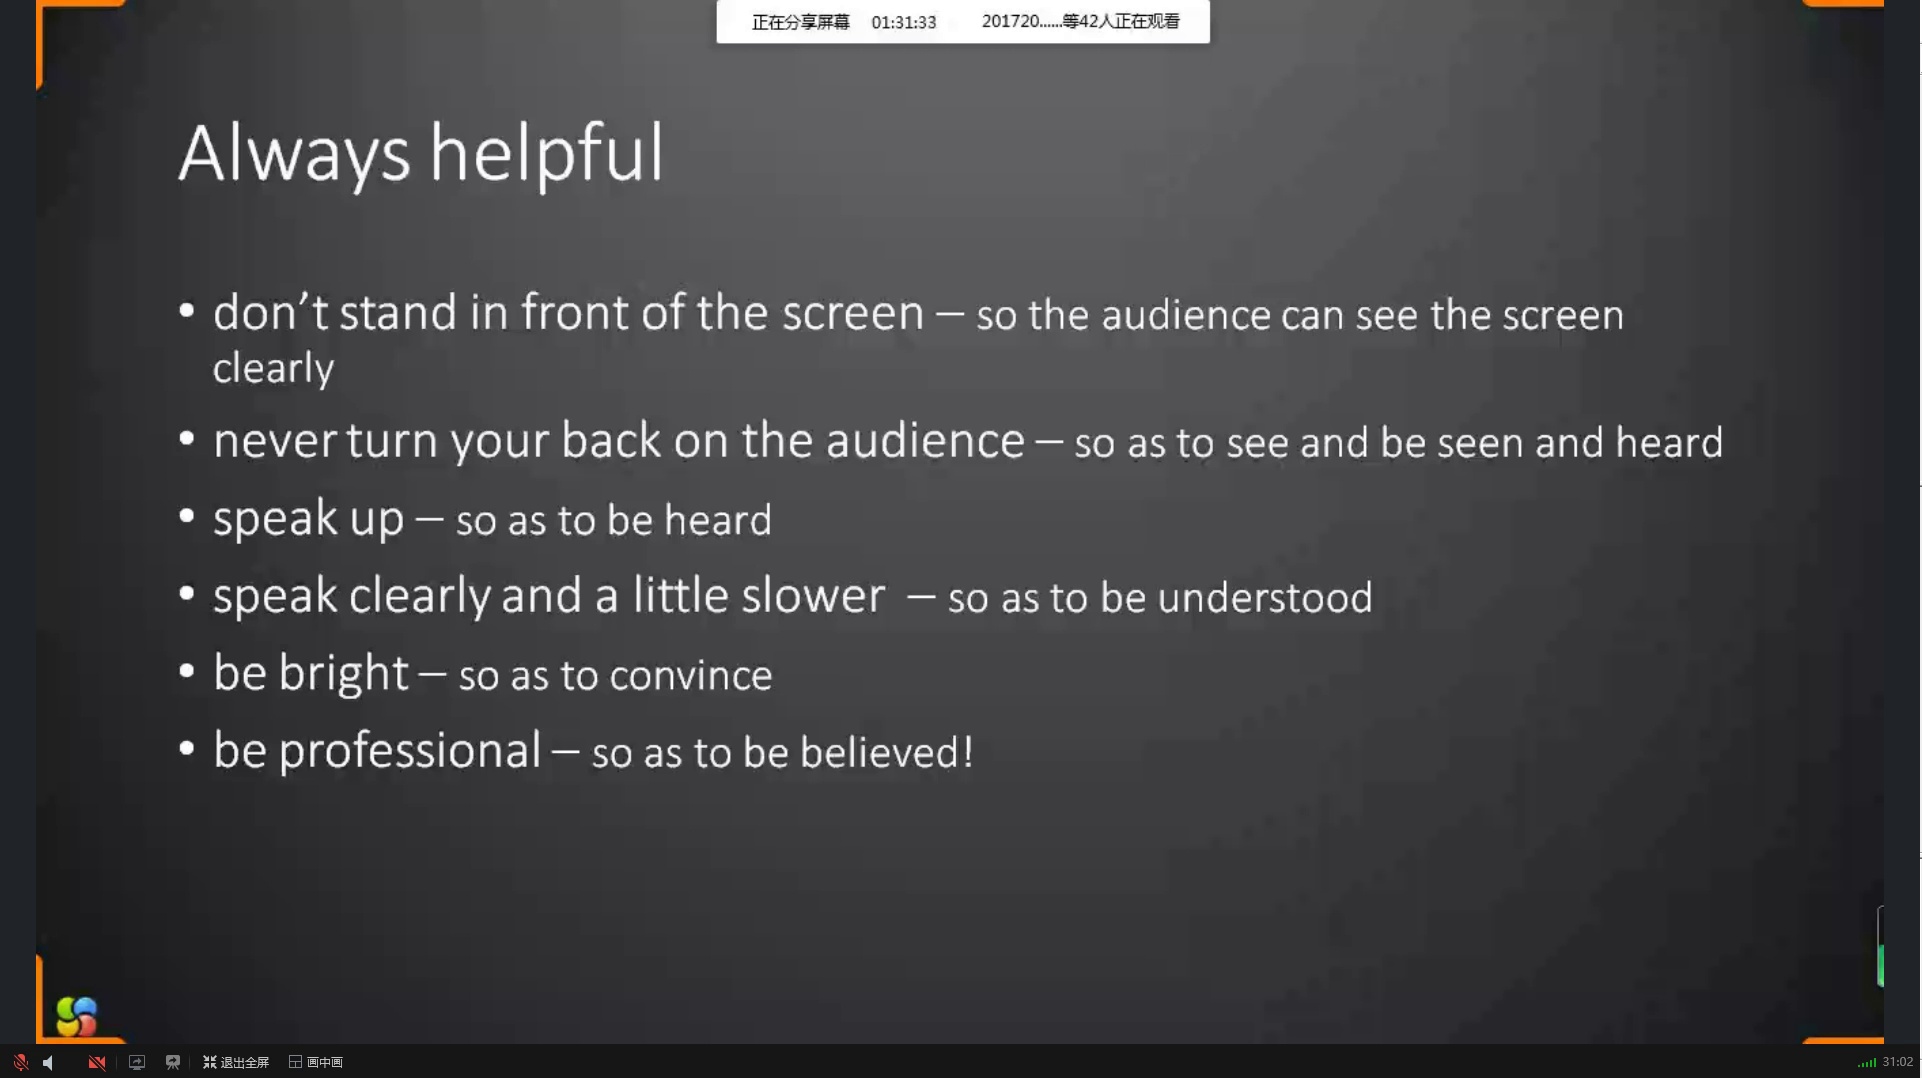 正在分享屏幕 01:31:33 201720......等42人正在观看
Always helpful
• don't stand in front of the screen – so the audience can see the screen
clearly
• never turn your back on the audience – so as to see and be seen and heard
• speak up – so as to be heard
• speak clearly and a little slower – so as to be understood
• be bright – so as to convince
• be professional – so as to be believed!
退出全屏 画中画 31:02